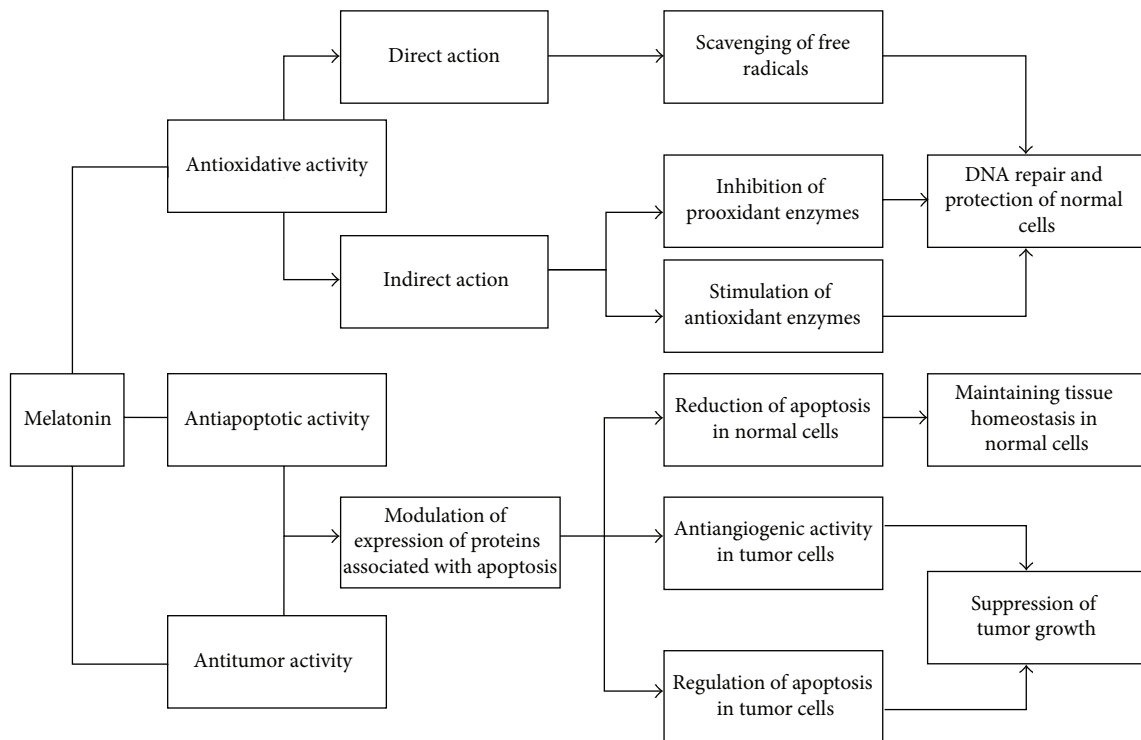 Direct action
Scavenging of free
radicals
Antioxidative activity
Inhibition of
prooxidant enzymes
DNA repair and
protection of normal
cells
Indirect action
Stimulation of
antioxidant enzymes
Melatonin
Antiapoptotic activity
Reduction of apoptosis
in normal cells
Maintaining tissue
homeostasis in
normal cells
Modulation of
expression of proteins
associated with apoptosis
Antiangiogenic activity
in tumor cells
Suppression of
tumor growth
Antitumor activity
Regulation of apoptosis
in tumor cells